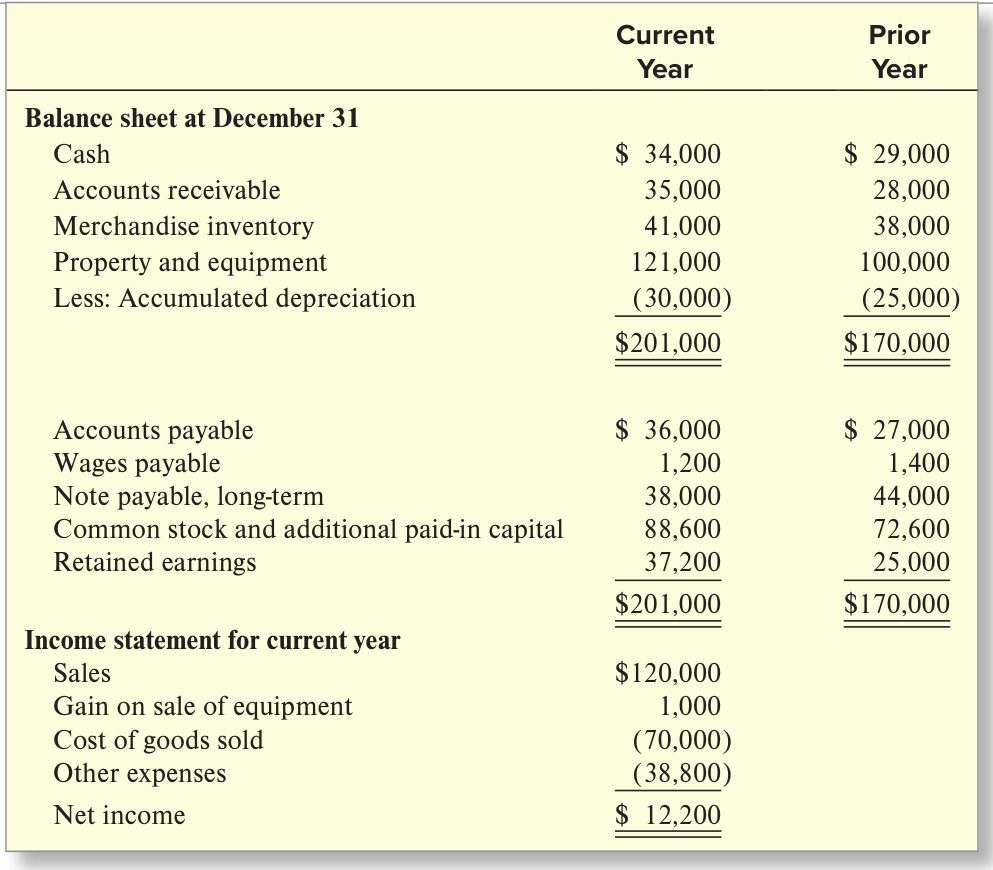 Current Prior
Year Year
Balance sheet at December 31
Cash $ 34,000 $ 29,000
Accounts receivable 35,000 28,000
Merchandise inventory 41,000 38,000
Property and equipment 121,000 100,000
Less: Accumulated depreciation (30,000) (25,000)
$201,000 $170,000
Accounts payable $ 36,000 $ 27,000
Wages payable 1,200 1,400
Note payable, long-term 38,000 44,000
Common stock and additional paid-in capital 88,600 72,600
Retained earnings 37,200 25,000
$201,000 $170,000
Income statement for current year
Sales $120,000
Gain on sale of equipment 1,000
Cost of goods sold (70,000)
Other expenses (38,800)
Net income $ 12,200